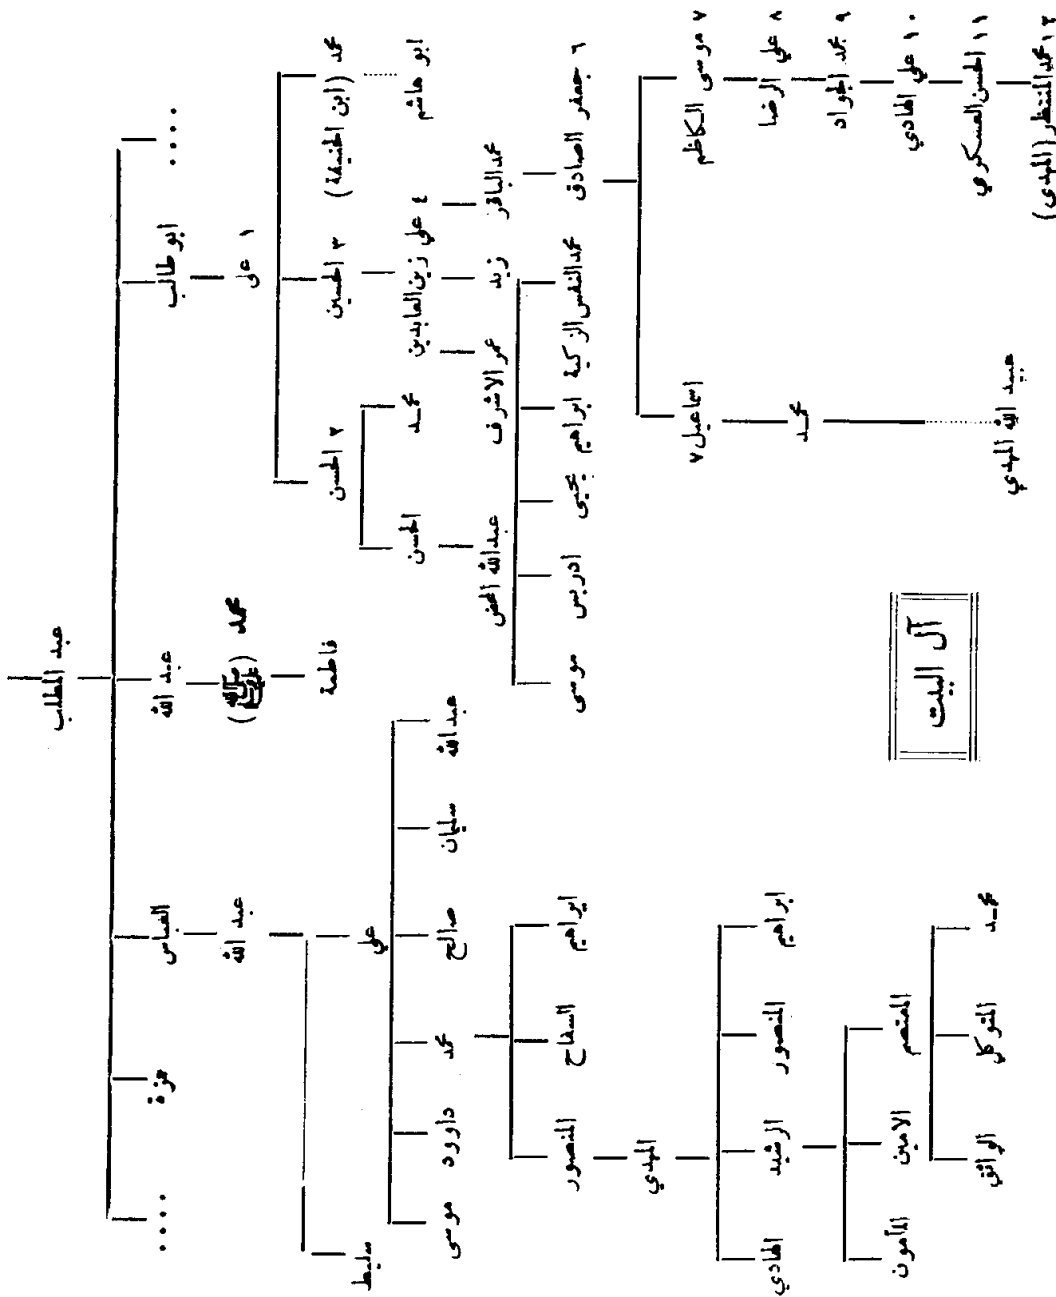 عبد المطلب
....
ابو طالب
عبد الله
العباس
حمزة
....
١ علي
محمد (ﷺ)
عبد الله
محمد (ابن الحنيفة)
٣ الحسين
٢ الحسن
فاطمة
علي
سليط
ابو هاشم
٤ علي زين العابدين
محمد
الحسن
محمد الباقر
زيد
عمر الاشرف
عبد الله المحض
عبد الله
سليمان
صالح
محمد
داوود
موسى
٦ جعفر الصادق
محمد النفس الزكية
ابراهيم
يحيى
ادريس
موسى
ابراهيم
السفاح
المنصور
المهدي
٧ موسى الكاظم
اسماعيل ٧
٨ علي الرضا
محمد
ابراهيم
المنصور
الرشيد
الهادي
٩ محمد الجواد
١٠ علي الهادي
المعتصم
الامين
المأمون
١١ الحسن العسكري
عبيد الله المهدي
محمد
المتوكل
الواثق
١٢ محمد المنتظر (المهدي)
آل البيت